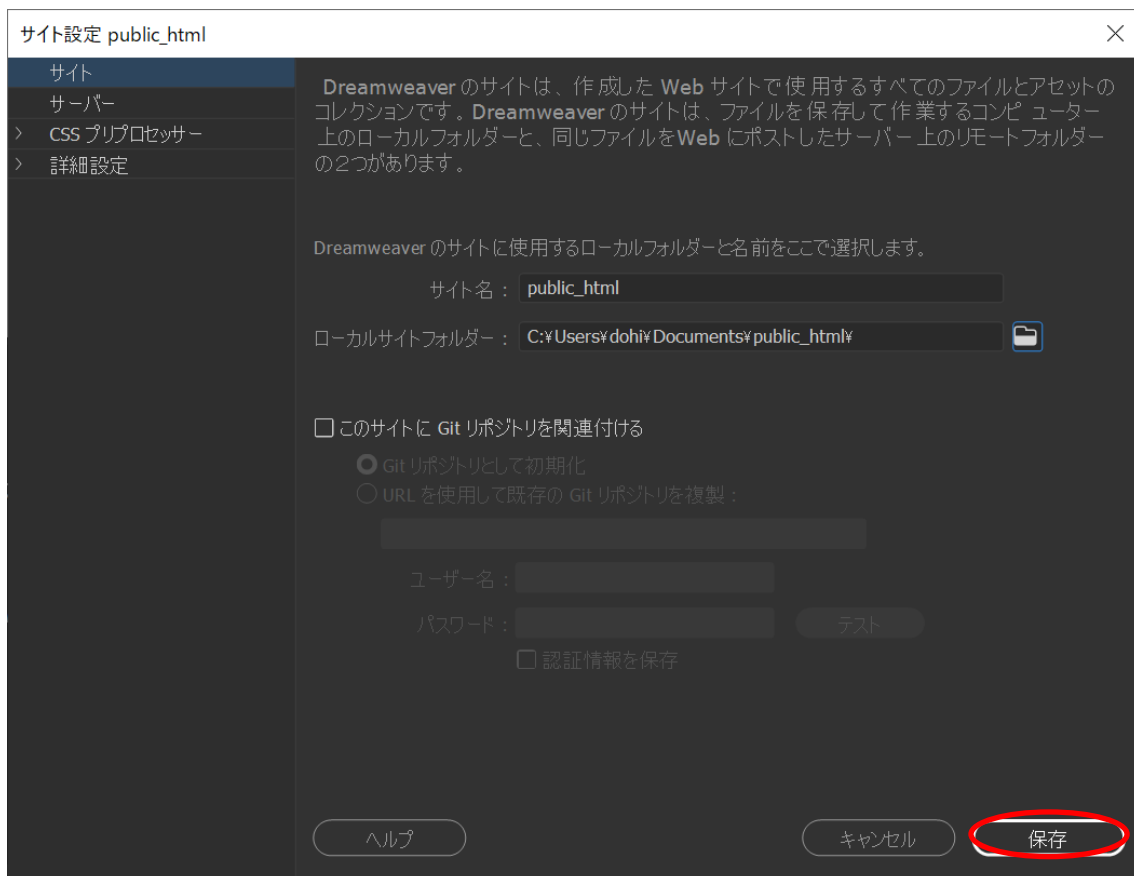 サイト設定 public_html
サイト
サーバー
CSS プリプロセッサー
詳細設定
Dreamweaver のサイトは、作成した Web サイトで使用するすべてのファイルとアセットの
コレクションです。Dreamweaver のサイトは、ファイルを保存して作業するコンピューター
上のローカルフォルダーと、同じファイルをWeb にポストしたサーバー上のリモートフォルダー
の２つがあります。
Dreamweaver のサイトに使用するローカルフォルダーと名前をここで選択します。
サイト名 : public_html
ローカルサイトフォルダー : C:¥Users¥dohi¥Documents¥public_html¥
このサイトに Git リポジトリを関連付ける
Git リポジトリとして初期化
URL を使用して既存の Git リポジトリを複製 :
ユーザー名 :
パスワード : テスト
認証情報を保存
ヘルプ キャンセル 保存